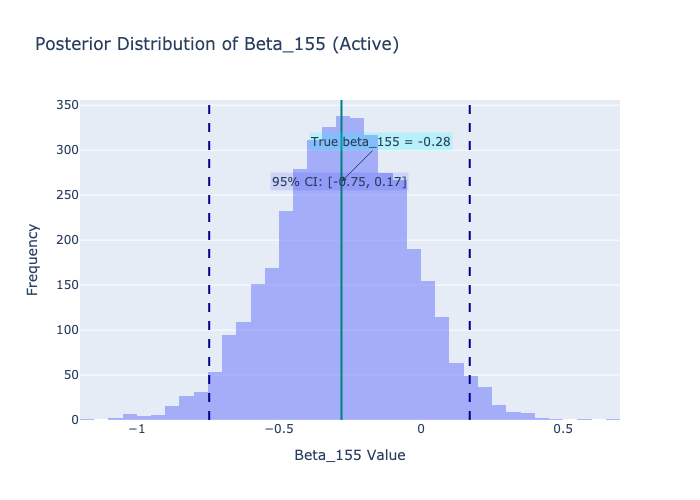 Posterior Distribution of Beta_155 (Active)
350
300
250
200
150
100
50
0
Frequency
True beta_155 = -0.28
95% CI: [-0.75, 0.17]
−1
−0.5
0
0.5
Beta_155 Value